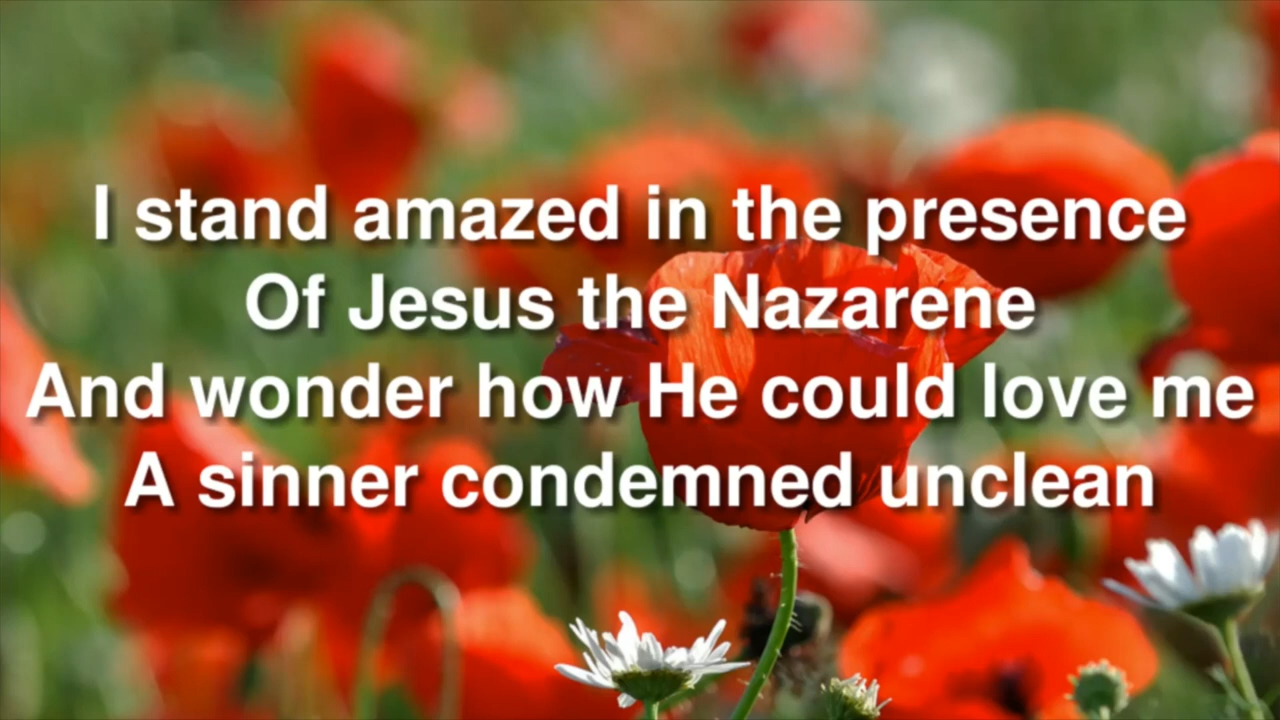 I stand amazed in the presence
Of Jesus the Nazarene
And wonder how He could love me
A sinner condemned unclean